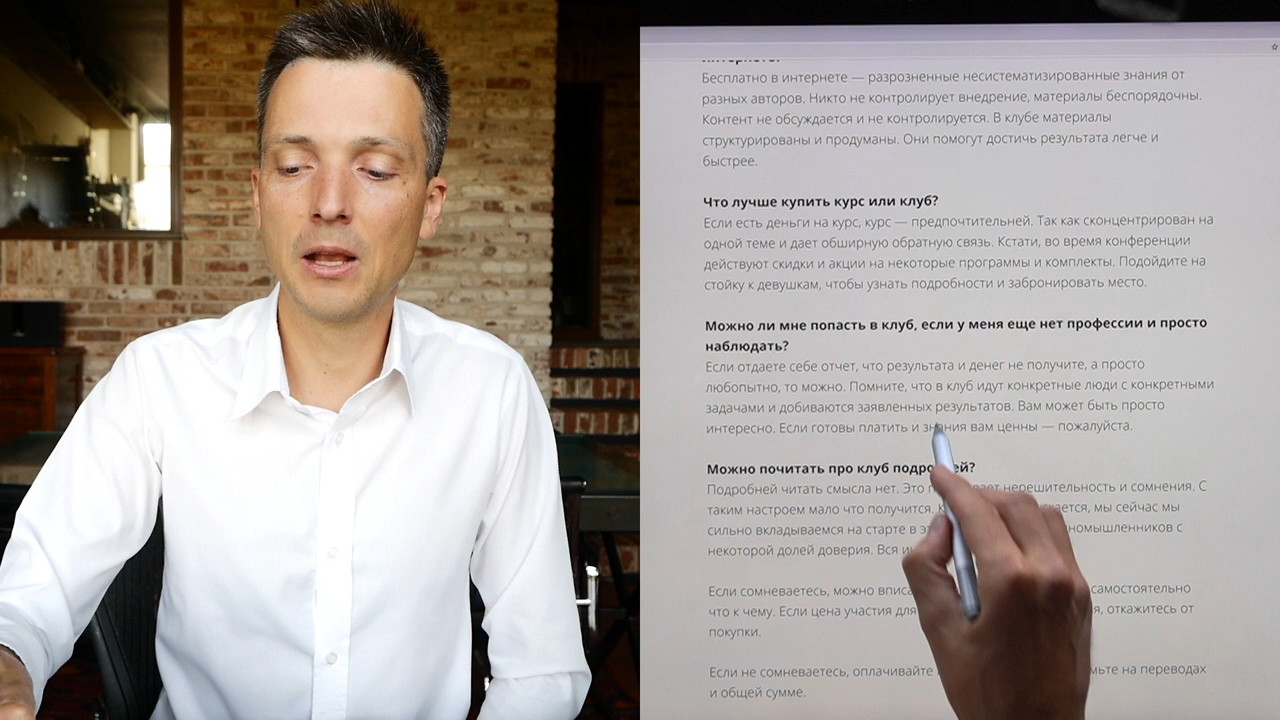 Бесплатно в интернете — разрозненные несистематизированные знания от
разных авторов. Никто не контролирует внедрение, материалы беспорядочны.
Контент не обсуждается и не контролируется. В клубе материалы
структурированы и продуманы. Они помогут достичь результата легче и
быстрее.
Что лучше купить курс или клуб?
Если есть деньги на курс, курс — предпочтительней. Так как сконцентрирован на
одной теме и дает обширную обратную связь. Кстати, во время конференции
действуют скидки и акции на некоторые программы и комплекты. Подойдите на
стойку к девушкам, чтобы узнать подробности и забронировать место.
Можно ли мне попасть в клуб, если у меня еще нет профессии и просто
наблюдать?
Если отдаете себе отчет, что результата и денег не получите, а просто
любопытно, то можно. Помните, что в клуб идут конкретные люди с конкретными
задачами и добиваются заявленных результатов. Вам может быть просто
интересно. Если готовы платить и знания вам ценны — пожалуйста.
Можно почитать про клуб подробней?
Подробней читать смысла нет. Это нерешительность и сомнения. С
таким настроем мало что получится. мы сейчас мы
сильно вкладываемся на старте в с
некоторой долей доверия. Вся
Если сомневаетесь, можно самостоятельно
что к чему. Если цена участия для откажитесь от
покупки.
Если не сомневаетесь, оплачивайте на переводах
и общей сумме.